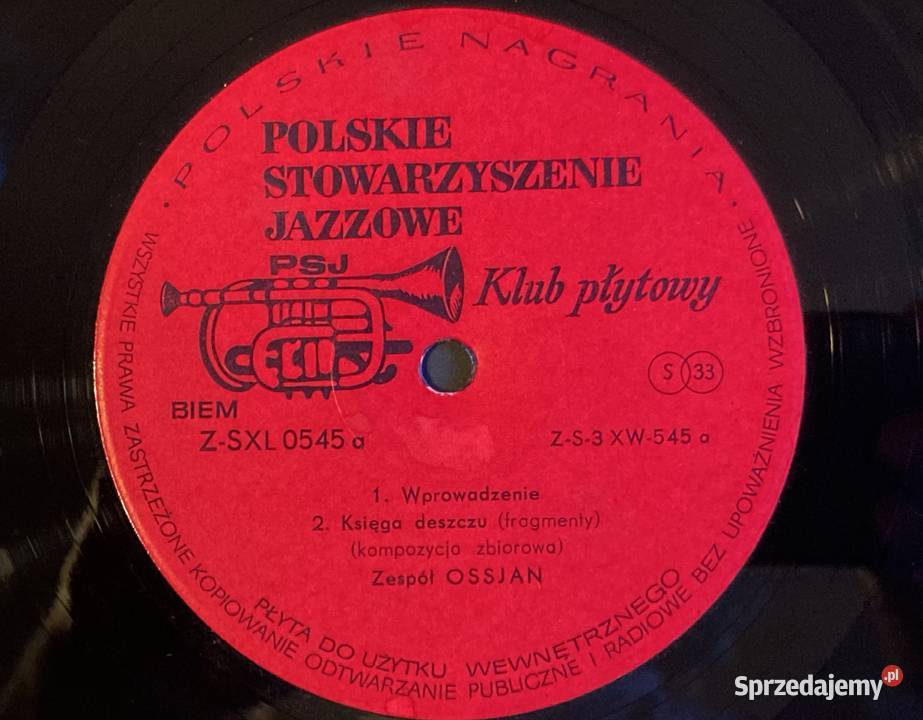 • POLSKIE NAGRANIA •
POLSKIE
STOWARZYSZENIE
JAZZOWE
PSJ
Klub płytowy
S 33
BIEM
Z-SXL 0545 a
Z-S-3 XW-545 a
1. Wprowadzenie
2. Księga deszczu (fragmenty)
(kompozycja zbiorowa)
Zespół OSSJAN
PŁYTA DO UŻYTKU WEWNĘTRZNEGO
WSZYSTKIE PRAWA ZASTRZEŻONE KOPIOWANIE ODTWARZANIE PUBLICZNE I RADIOWE BEZ UPOWAŻNIENIA WZBRONIONE
Sprzedajemy.pl